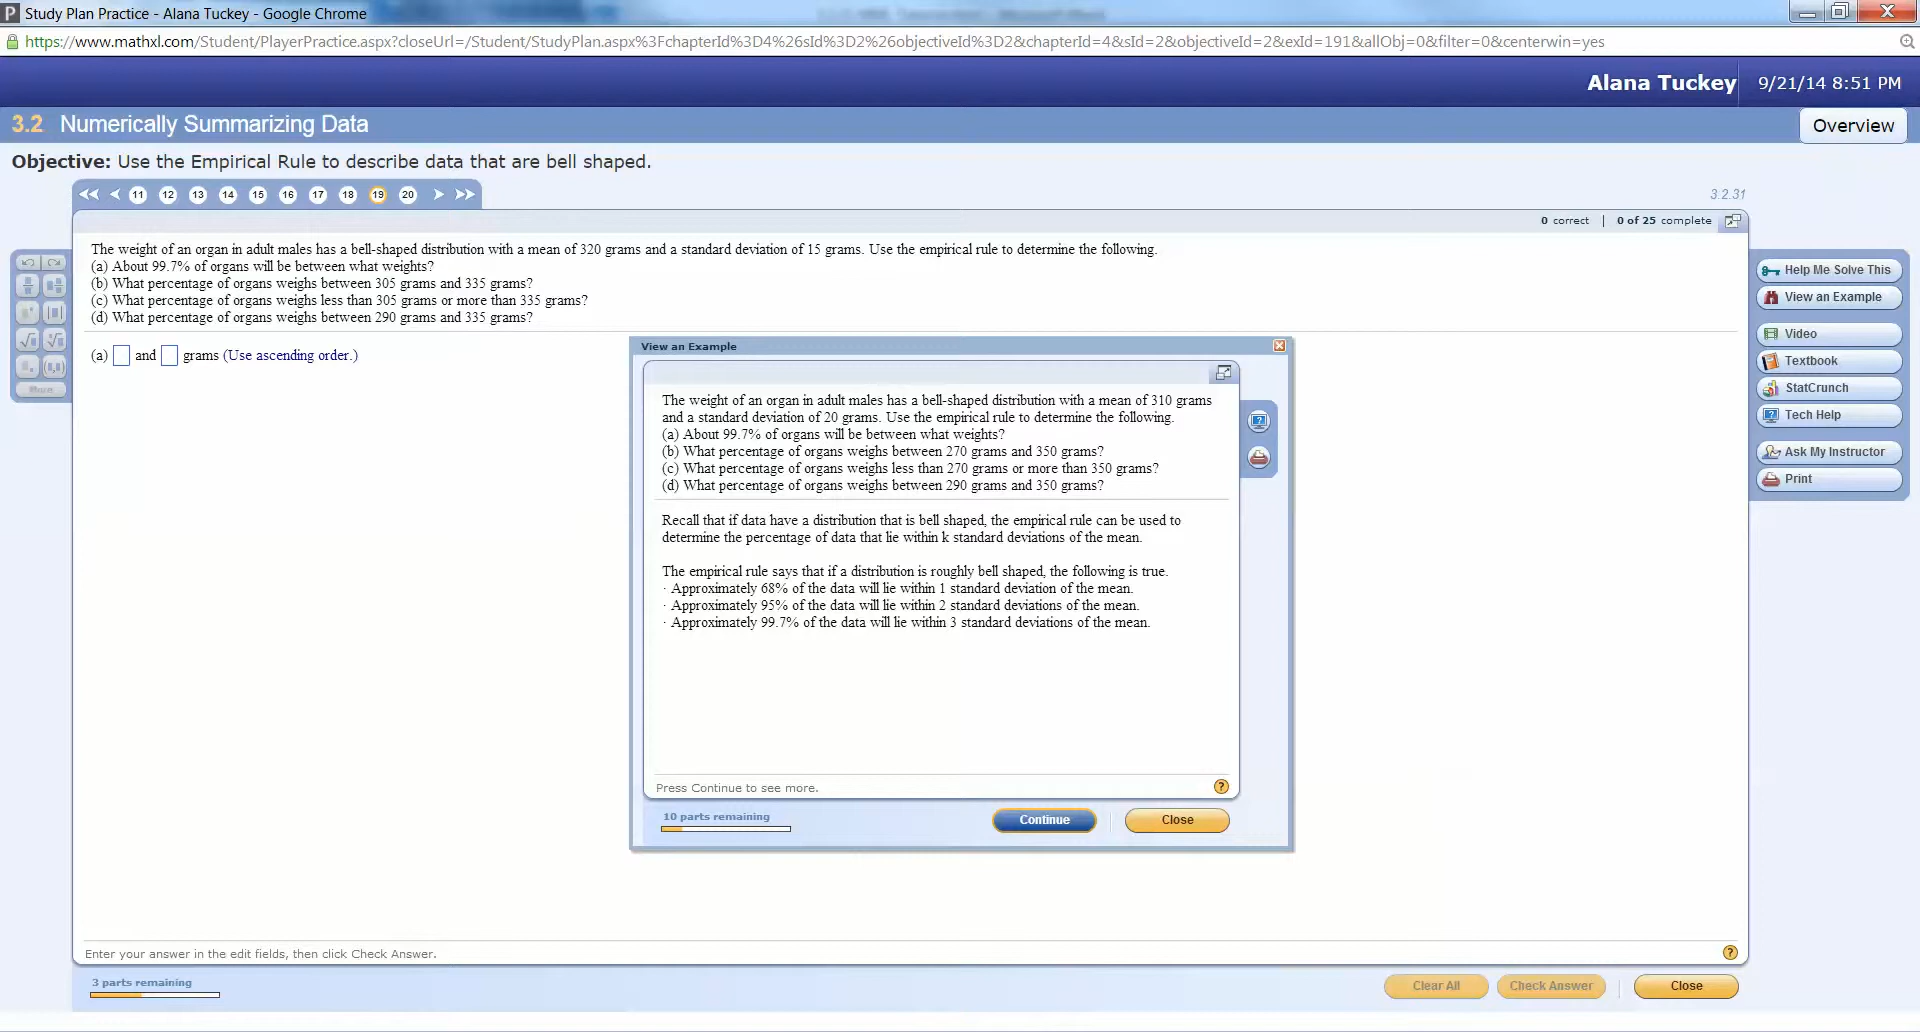 Study Plan Practice - Alana Tuckey - Google Chrome
https://www.mathxl.com/Student/PlayerPractice.aspx?closeUrl=/Student/StudyPlan.aspx%3FchapterId%3D4%26sId%3D2%26objectiveId%3D2&chapterId=4&sId=2&objectiveId=2&exId=191&allObj=0&filter=0&centerwin=yes
Alana Tuckey 9/21/14 8:51 PM
3.2 Numerically Summarizing Data
Overview
Objective: Use the Empirical Rule to describe data that are bell shaped.
11 12 13 14 15 16 17 18 19 20
3.2.31
0 correct | 0 of 25 complete
The weight of an organ in adult males has a bell-shaped distribution with a mean of 320 grams and a standard deviation of 15 grams. Use the empirical rule to determine the following.
(a) About 99.7% of organs will be between what weights?
(b) What percentage of organs weighs between 305 grams and 335 grams?
(c) What percentage of organs weighs less than 305 grams or more than 335 grams?
(d) What percentage of organs weighs between 290 grams and 335 grams?
(a) and grams (Use ascending order.)
More
Help Me Solve This
View an Example
Video
Textbook
StatCrunch
Tech Help
Ask My Instructor
Print
View an Example
The weight of an organ in adult males has a bell-shaped distribution with a mean of 310 grams
and a standard deviation of 20 grams. Use the empirical rule to determine the following.
(a) About 99.7% of organs will be between what weights?
(b) What percentage of organs weighs between 270 grams and 350 grams?
(c) What percentage of organs weighs less than 270 grams or more than 350 grams?
(d) What percentage of organs weighs between 290 grams and 350 grams?
Recall that if data have a distribution that is bell shaped, the empirical rule can be used to
determine the percentage of data that lie within k standard deviations of the mean.
The empirical rule says that if a distribution is roughly bell shaped, the following is true.
· Approximately 68% of the data will lie within 1 standard deviation of the mean.
· Approximately 95% of the data will lie within 2 standard deviations of the mean.
· Approximately 99.7% of the data will lie within 3 standard deviations of the mean.
Press Continue to see more.
10 parts remaining
Continue
Close
Enter your answer in the edit fields, then click Check Answer.
3 parts remaining
Clear All
Check Answer
Close